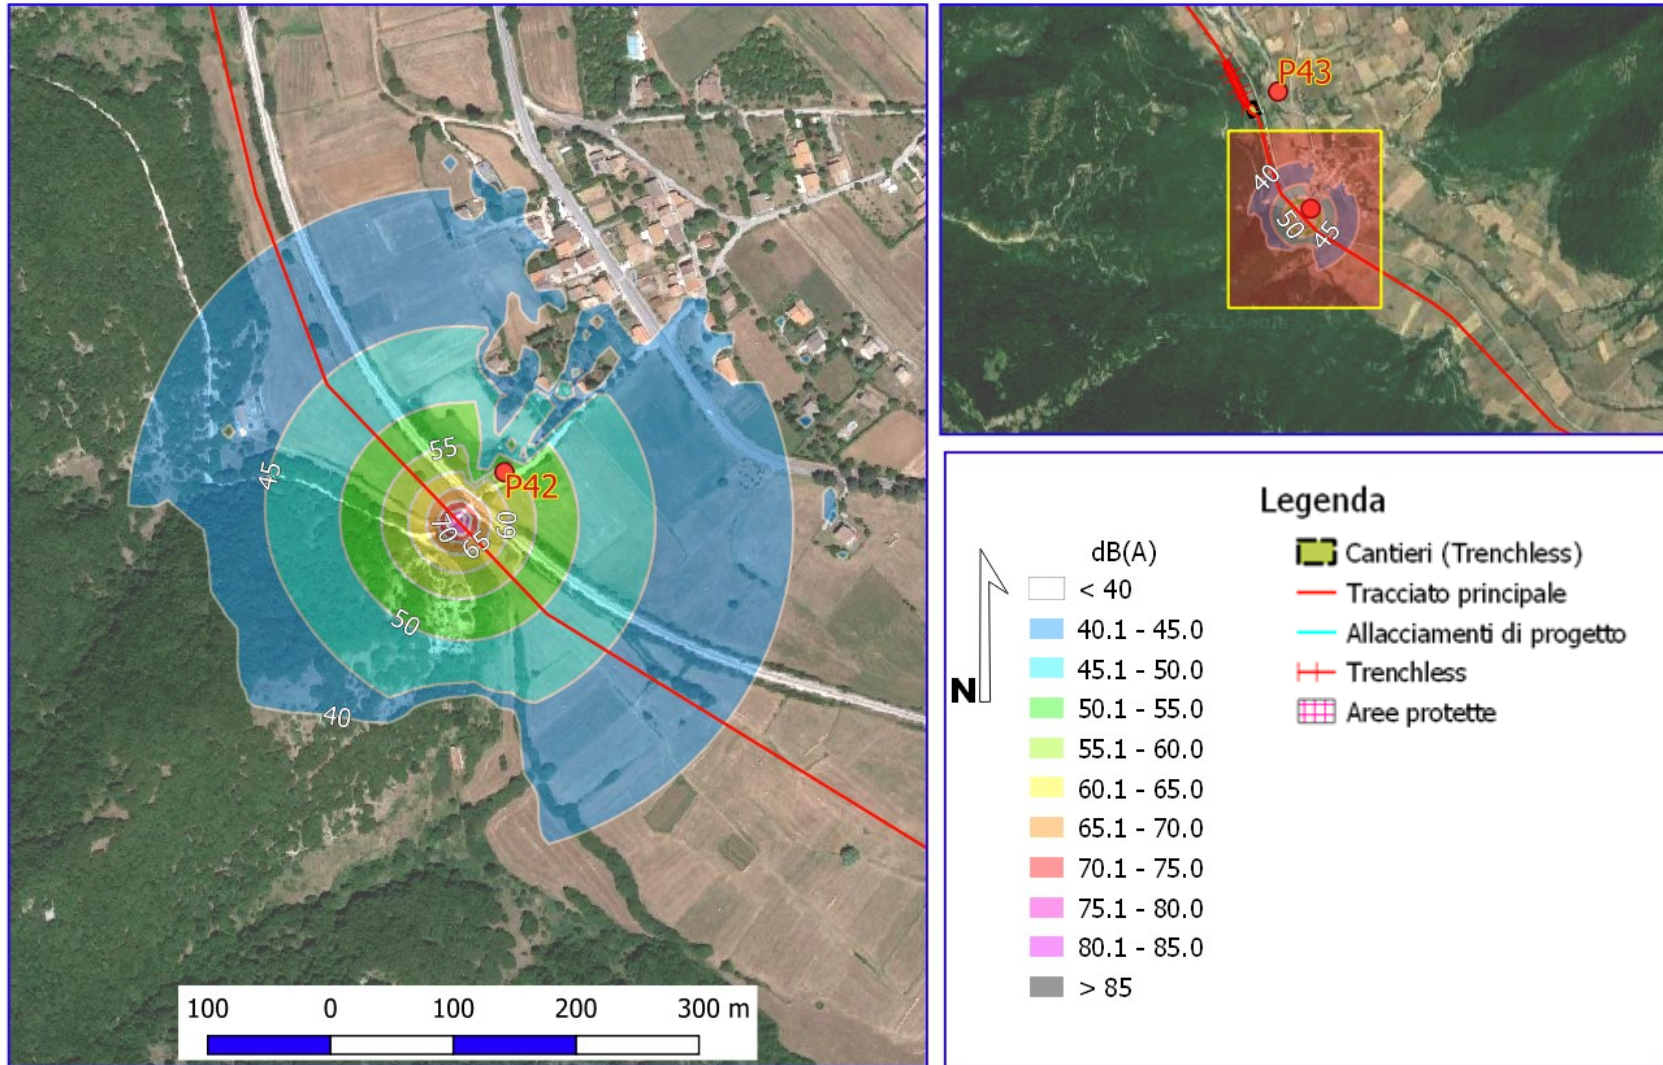 55
45
P42
70
60
65
50
40
100 0 100 200 300 m
P43
40
50
45
Legenda
dB(A)
< 40
40.1 - 45.0
45.1 - 50.0
50.1 - 55.0
55.1 - 60.0
60.1 - 65.0
65.1 - 70.0
70.1 - 75.0
75.1 - 80.0
80.1 - 85.0
> 85
N
Cantieri (Trenchless)
Tracciato principale
Allacciamenti di progetto
Trenchless
Aree protette